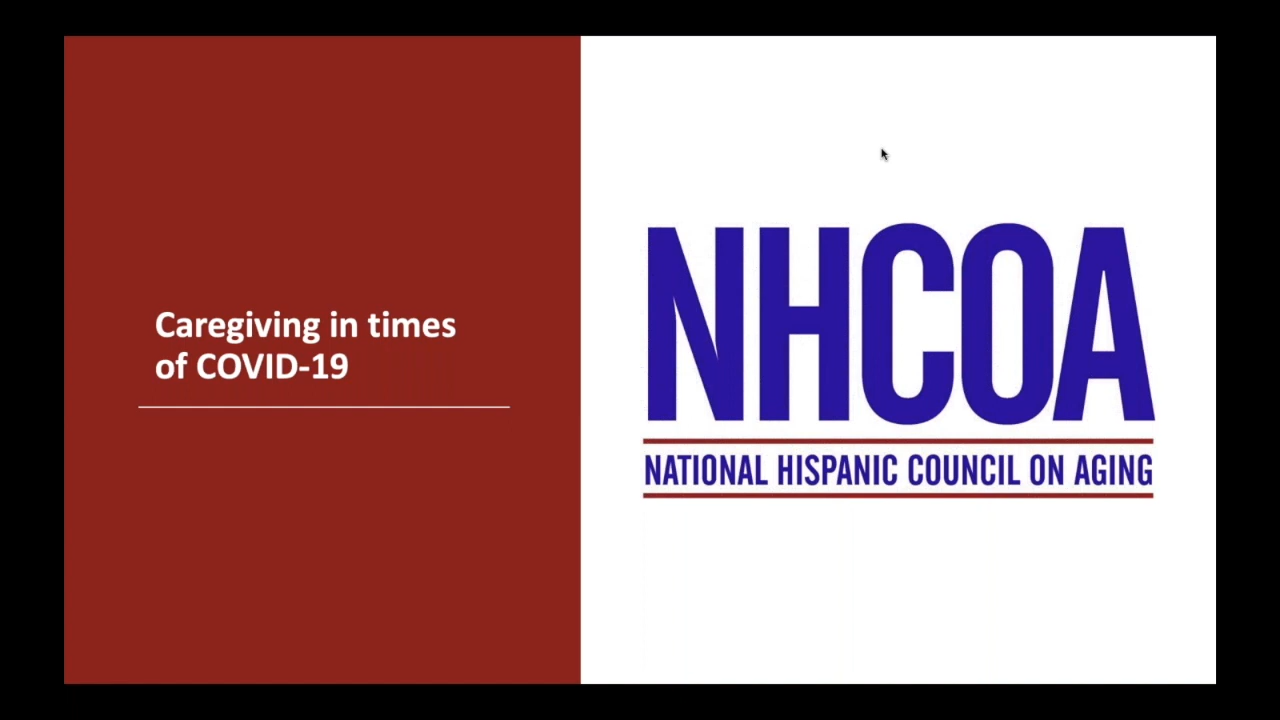 Caregiving in times
of COVID-19
NHCOA
NATIONAL HISPANIC COUNCIL ON AGING